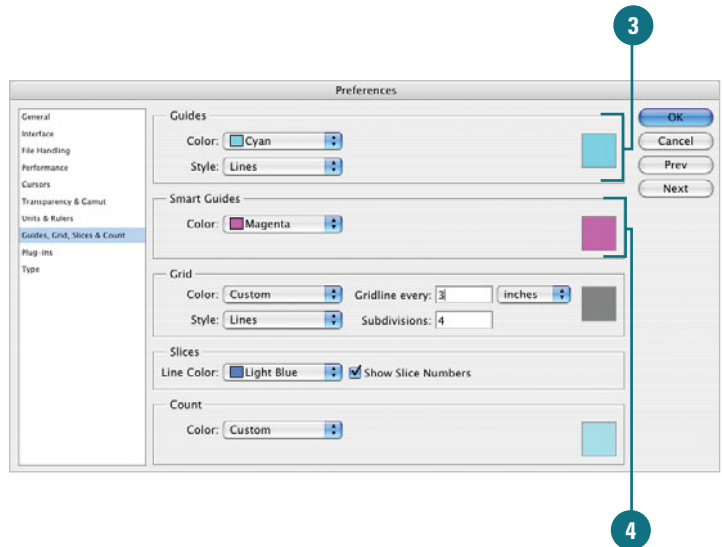 3
Preferences
General
Interface
File Handling
Performance
Cursors
Transparency & Gamut
Units & Rulers
Guides, Grid, Slices & Count
Plug-ins
Type
Guides
Color: Cyan
Style: Lines
Smart Guides
Color: Magenta
Grid
Color: Custom Gridline every: 3 inches
Style: Lines Subdivisions: 4
Slices
Line Color: Light Blue Show Slice Numbers
Count
Color: Custom
OK
Cancel
Prev
Next
4